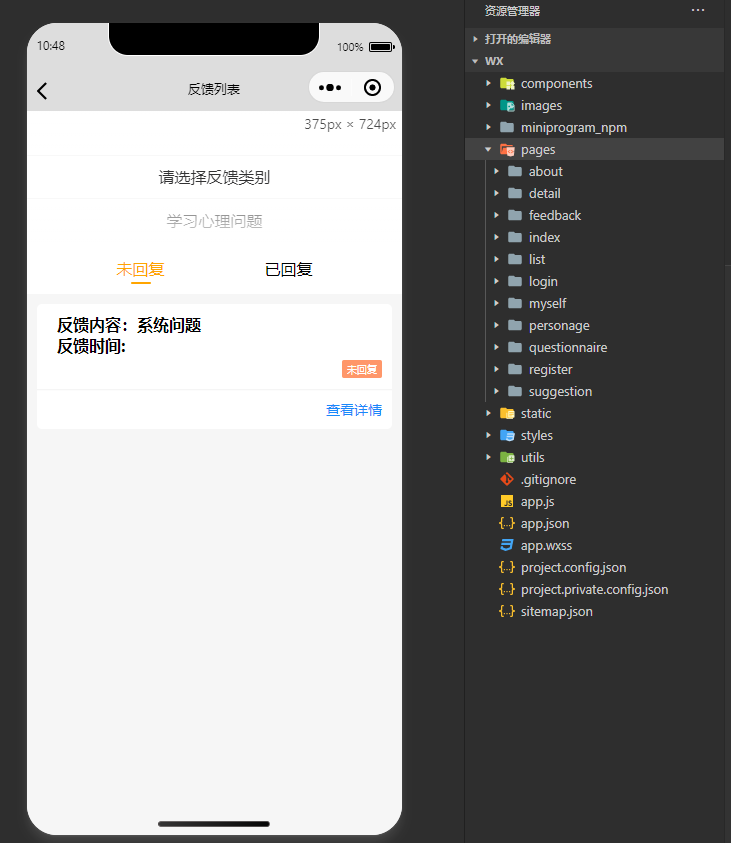 10:48
100%
反馈列表
375px × 724px
请选择反馈类别
学习心理问题
未回复
已回复
反馈内容：系统问题
反馈时间:
未回复
查看详情
资源管理器
打开的编辑器
WX
components
images
miniprogram_npm
pages
about
detail
feedback
index
list
login
myself
personage
questionnaire
register
suggestion
static
styles
utils
.gitignore
app.js
app.json
app.wxss
project.config.json
project.private.config.json
sitemap.json